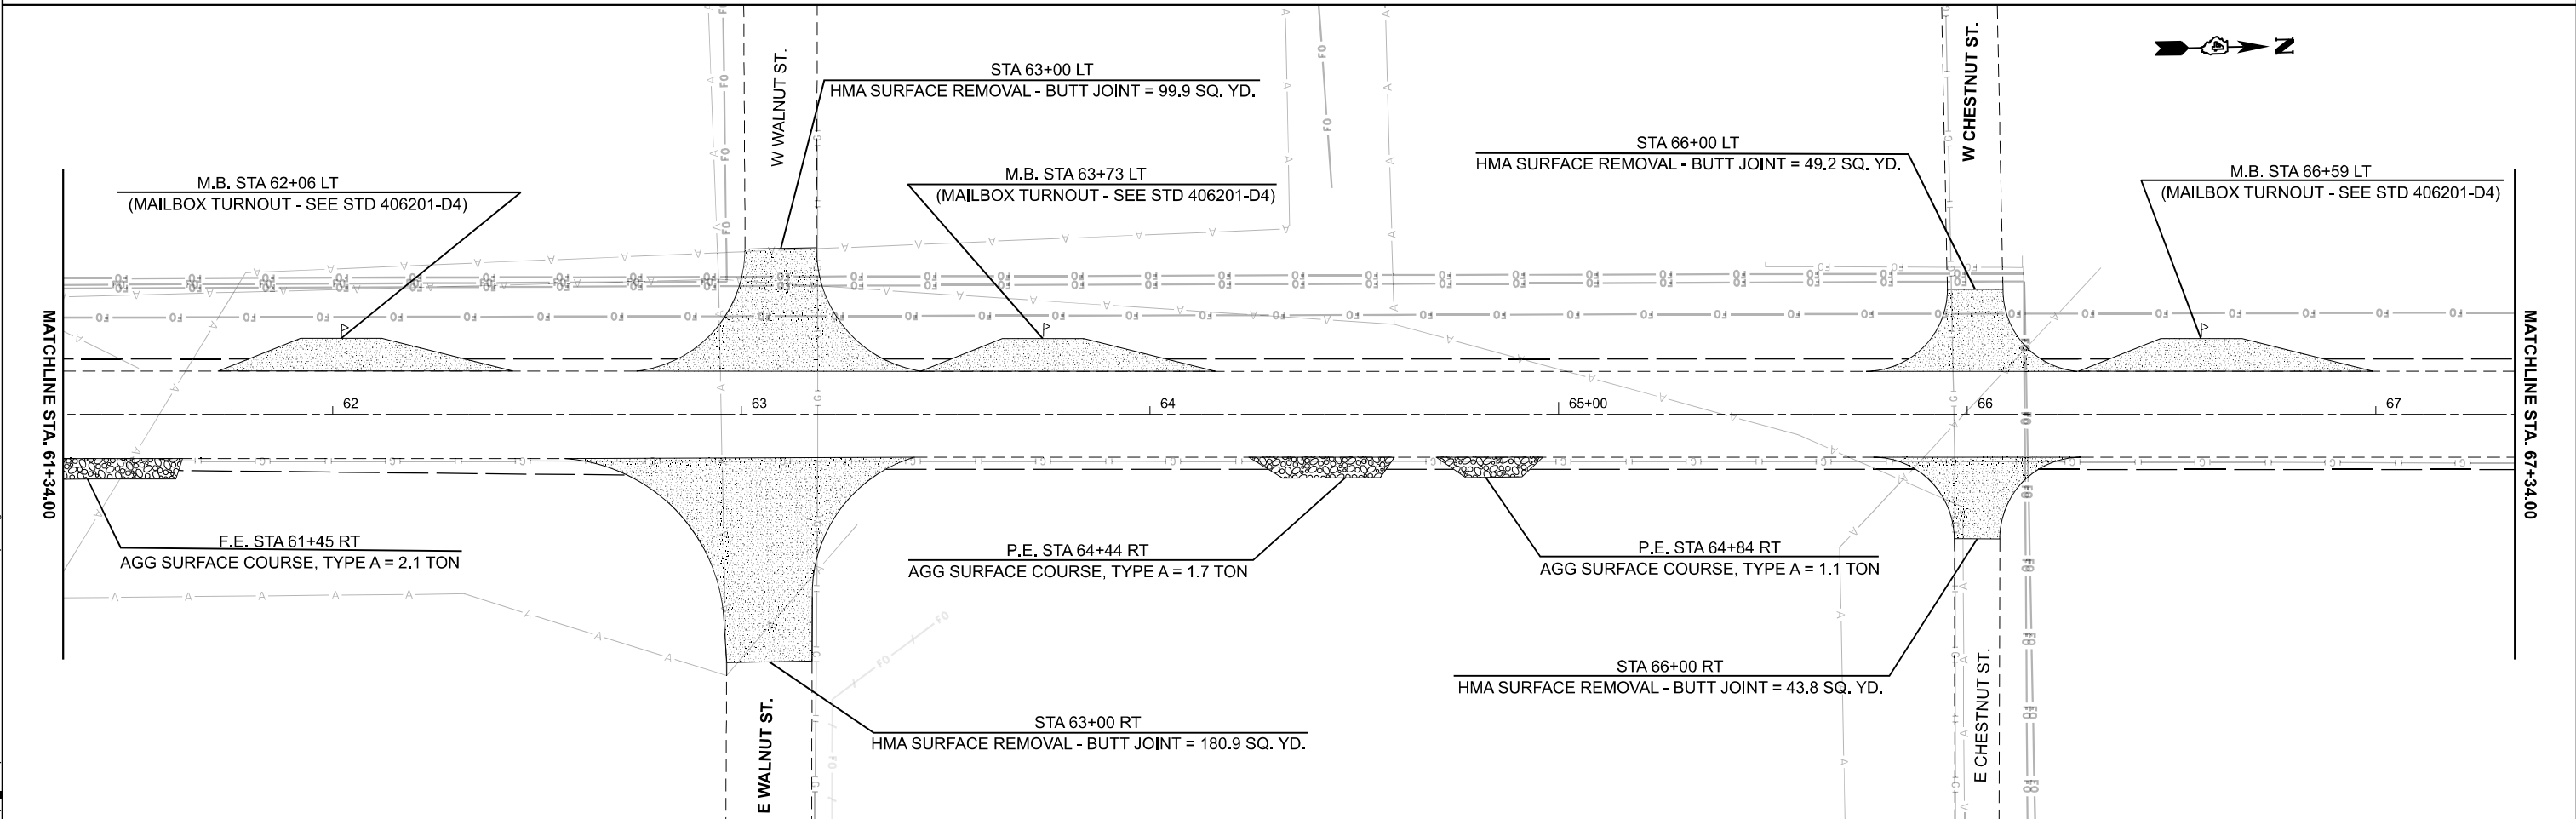 W WALNUT ST.
W CHESTNUT ST.
N
STA 63+00 LT
HMA SURFACE REMOVAL - BUTT JOINT = 99.9 SQ. YD.
STA 66+00 LT
HMA SURFACE REMOVAL - BUTT JOINT = 49.2 SQ. YD.
M.B. STA 62+06 LT
(MAILBOX TURNOUT - SEE STD 406201-D4)
M.B. STA 63+73 LT
(MAILBOX TURNOUT - SEE STD 406201-D4)
M.B. STA 66+59 LT
(MAILBOX TURNOUT - SEE STD 406201-D4)
MATCHLINE STA. 61+34.00
62
63
64
65+00
66
67
MATCHLINE STA. 67+34.00
F.E. STA 61+45 RT
AGG SURFACE COURSE, TYPE A = 2.1 TON
P.E. STA 64+44 RT
AGG SURFACE COURSE, TYPE A = 1.7 TON
P.E. STA 64+84 RT
AGG SURFACE COURSE, TYPE A = 1.1 TON
STA 66+00 RT
HMA SURFACE REMOVAL - BUTT JOINT = 43.8 SQ. YD.
STA 63+00 RT
HMA SURFACE REMOVAL - BUTT JOINT = 180.9 SQ. YD.
E WALNUT ST.
E CHESTNUT ST.